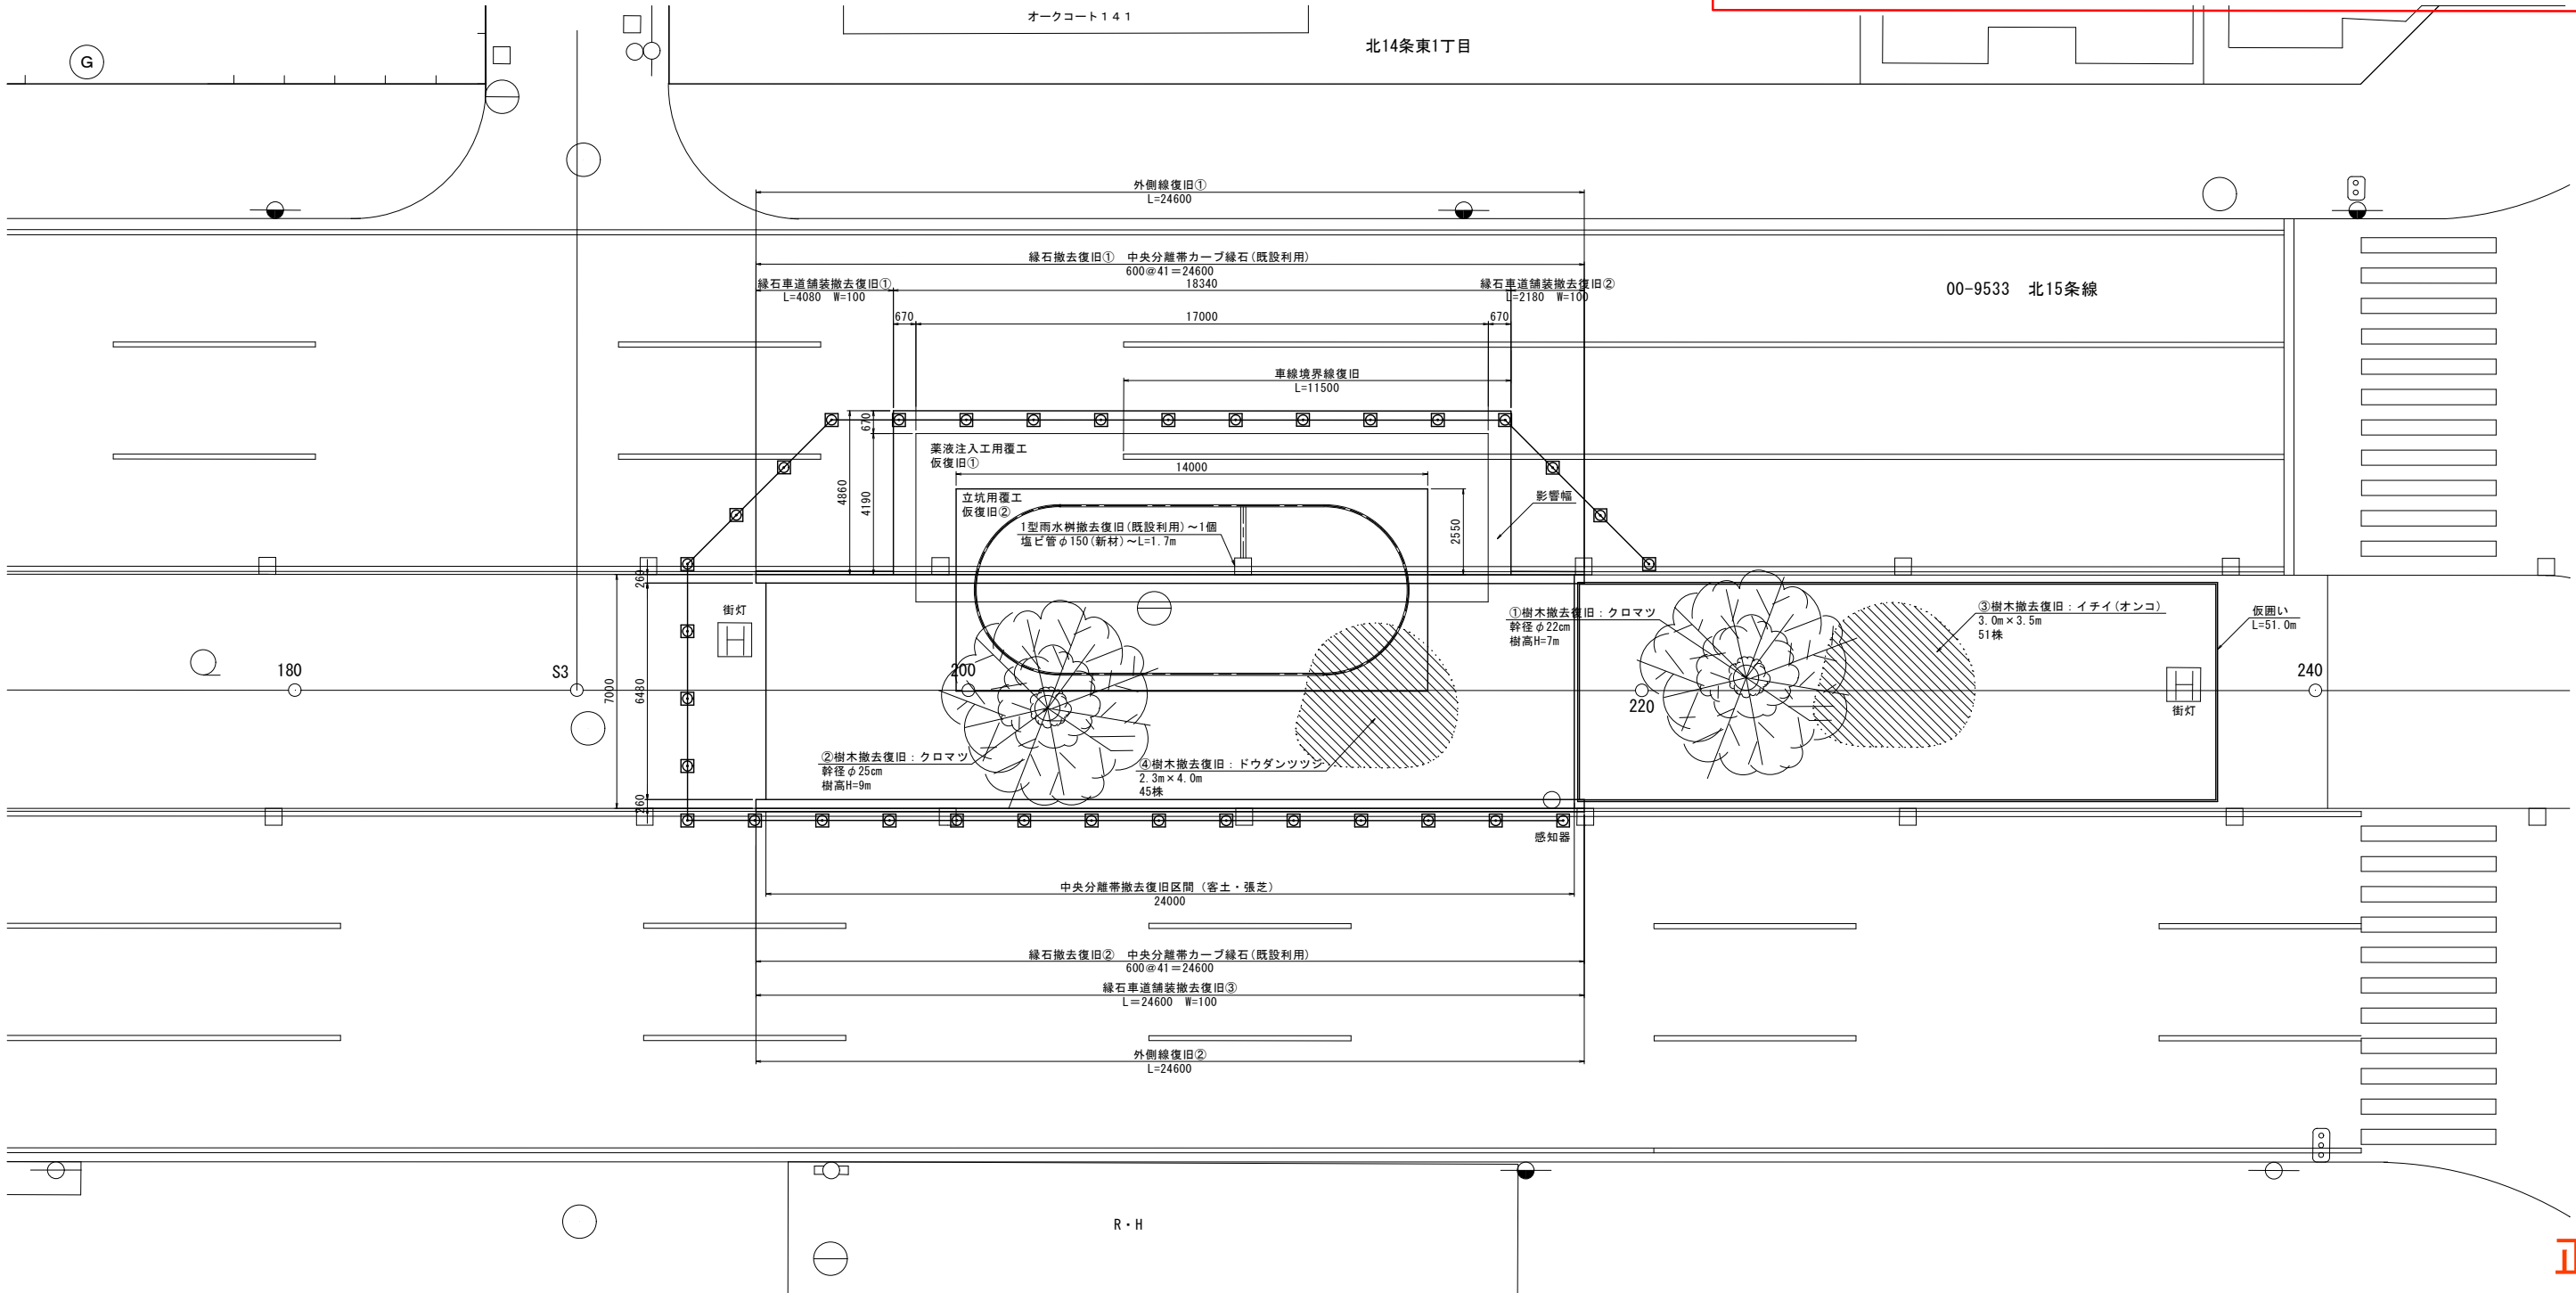 オークコート141
北14条東1丁目
G
外側線復旧①
L=24600
縁石撤去復旧① 中央分離帯カーブ縁石(既設利用)
600@41=24600
縁石車道舗装撤去復旧①
L=4080 W=100
18340
縁石車道舗装撤去復旧②
L=2180 W=100
00-9533 北15条線
670
17000
670
車線境界線復旧
L=11500
670
4860
4190
薬液注入工用覆工
仮復旧①
14000
立坑用覆工
仮復旧②
影響幅
1型雨水桝撤去復旧(既設利用)~1個
塩ビ管φ150(新材)~L=1.7m
2550
260
街灯
①樹木撤去復旧:クロマツ
幹径φ22cm
樹高H=7m
③樹木撤去復旧:イチイ(オンコ)
3.0m×3.5m
51株
仮囲い
L=51.0m
180
S3
200
220
240
7000
6480
街灯
②樹木撤去復旧:クロマツ
幹径φ25cm
樹高H=9m
④樹木撤去復旧:ドウダンツツジ
2.3m×4.0m
45株
260
感知器
中央分離帯撤去復旧区間(客土・張芝)
24000
縁石撤去復旧② 中央分離帯カーブ縁石(既設利用)
600@41=24600
縁石車道舗装撤去復旧③
L=24600 W=100
外側線復旧②
L=24600
R・H